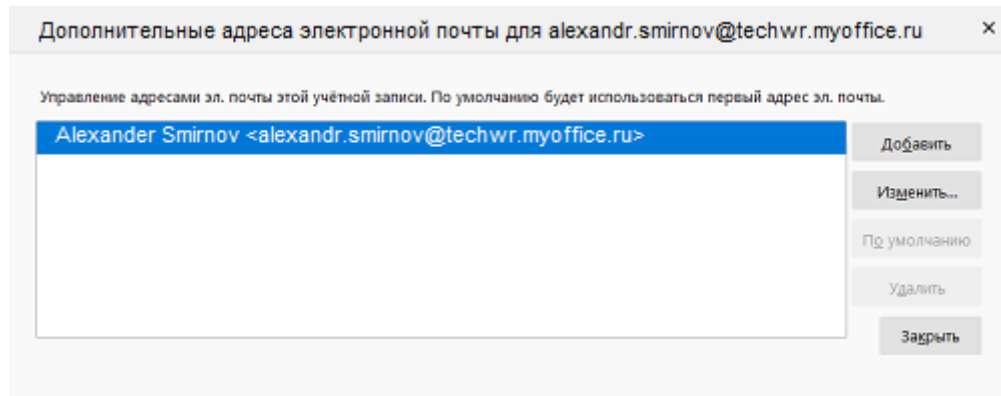 Дополнительные адреса электронной почты для alexandr.smirnov@techwr.myoffice.ru ×
Управление адресами эл. почты этой учётной записи. По умолчанию будет использоваться первый адрес эл. почты.
Alexander Smirnov <alexandr.smirnov@techwr.myoffice.ru>
Добавить
Изменить...
По умолчанию
Удалить
Закрыть